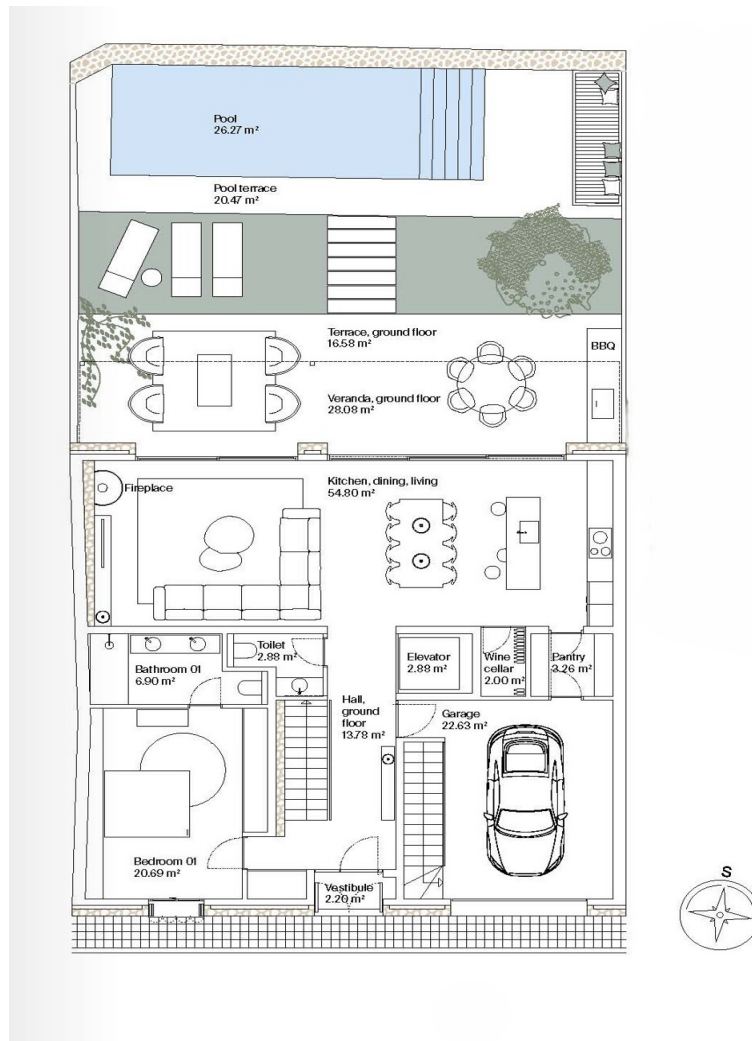 Pool
26.27 m²
Pool terrace
20.47 m²
Terrace, ground floor
16.58 m²
BBQ
Veranda, ground floor
28.08 m²
Fireplace
Kitchen, dining, living
54.80 m²
Toilet
2.88 m²
Bathroom 01
6.90 m²
Elevator
2.88 m²
Wine
cellar
2.00 m²
Pantry
3.26 m²
Hall,
ground
floor
13.78 m²
Garage
22.63 m²
Bedroom 01
20.69 m²
Vestibule
2.20 m²
S